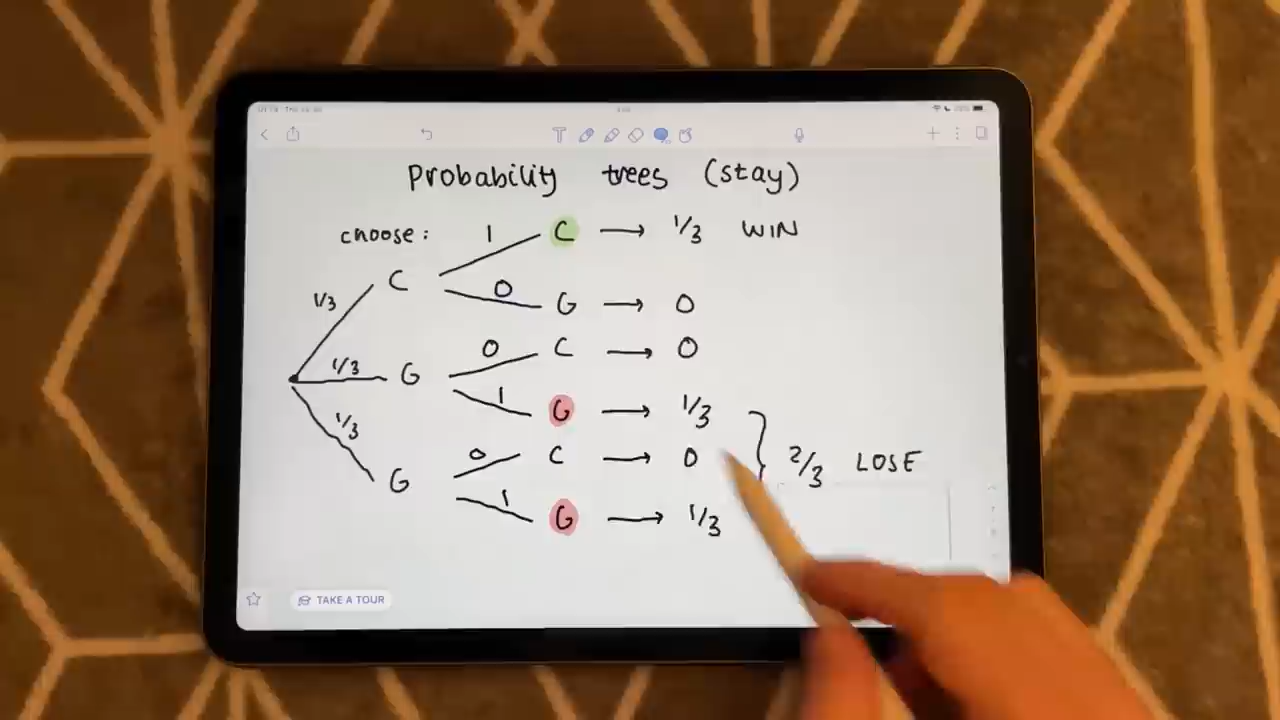 Probability trees (stay)
choose: 1 C → 1/3 WIN
1/3 C 0 G → 0
1/3 G 0 C → 0
1 G → 1/3
1/3 G 0 C → 0 2/3 LOSE
1 G → 1/3
TAKE A TOUR